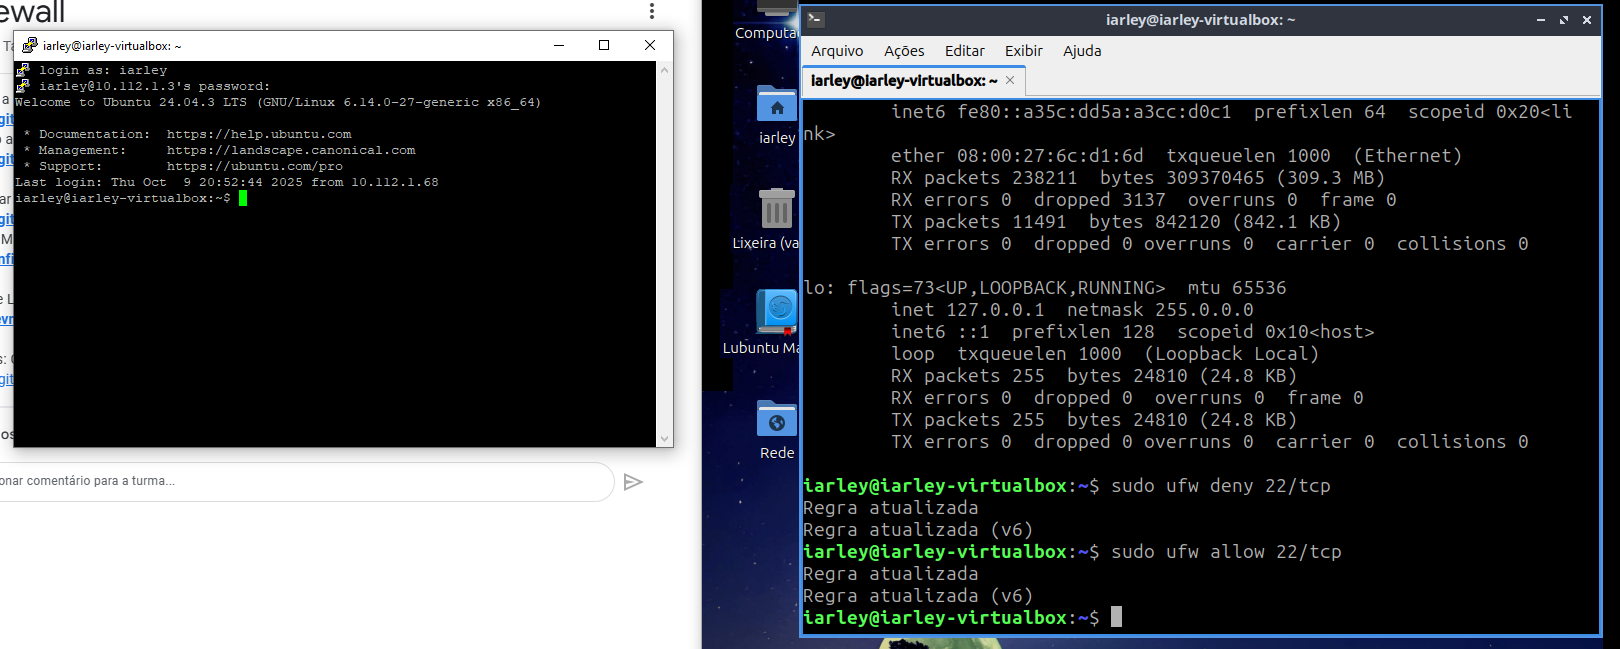 ewall
iarley@iarley-virtualbox: ~
login as: iarley
iarley@10.112.1.3's password:
Welcome to Ubuntu 24.04.3 LTS (GNU/Linux 6.14.0-27-generic x86_64)
* Documentation:  https://help.ubuntu.com
* Management:     https://landscape.canonical.com
* Support:        https://ubuntu.com/pro
Last login: Thu Oct  9 20:52:44 2025 from 10.112.1.68
iarley@iarley-virtualbox:~$
onar comentário para a turma...
Computa
iarley
Lixeira (va
Lubuntu Ma
Rede
iarley@iarley-virtualbox: ~
Arquivo Ações Editar Exibir Ajuda
iarley@iarley-virtualbox: ~ ×
inet6 fe80::a35c:dd5a:a3cc:d0c1  prefixlen 64  scopeid 0x20<li
nk>
ether 08:00:27:6c:d1:6d  txqueuelen 1000  (Ethernet)
RX packets 238211  bytes 309370465 (309.3 MB)
RX errors 0  dropped 3137  overruns 0  frame 0
TX packets 11491  bytes 842120 (842.1 KB)
TX errors 0  dropped 0 overruns 0  carrier 0  collisions 0
lo: flags=73<UP,LOOPBACK,RUNNING>  mtu 65536
inet 127.0.0.1  netmask 255.0.0.0
inet6 ::1  prefixlen 128  scopeid 0x10<host>
loop  txqueuelen 1000  (Loopback Local)
RX packets 255  bytes 24810 (24.8 KB)
RX errors 0  dropped 0  overruns 0  frame 0
TX packets 255  bytes 24810 (24.8 KB)
TX errors 0  dropped 0 overruns 0  carrier 0  collisions 0
iarley@iarley-virtualbox:~$ sudo ufw deny 22/tcp
Regra atualizada
Regra atualizada (v6)
iarley@iarley-virtualbox:~$ sudo ufw allow 22/tcp
Regra atualizada
Regra atualizada (v6)
iarley@iarley-virtualbox:~$